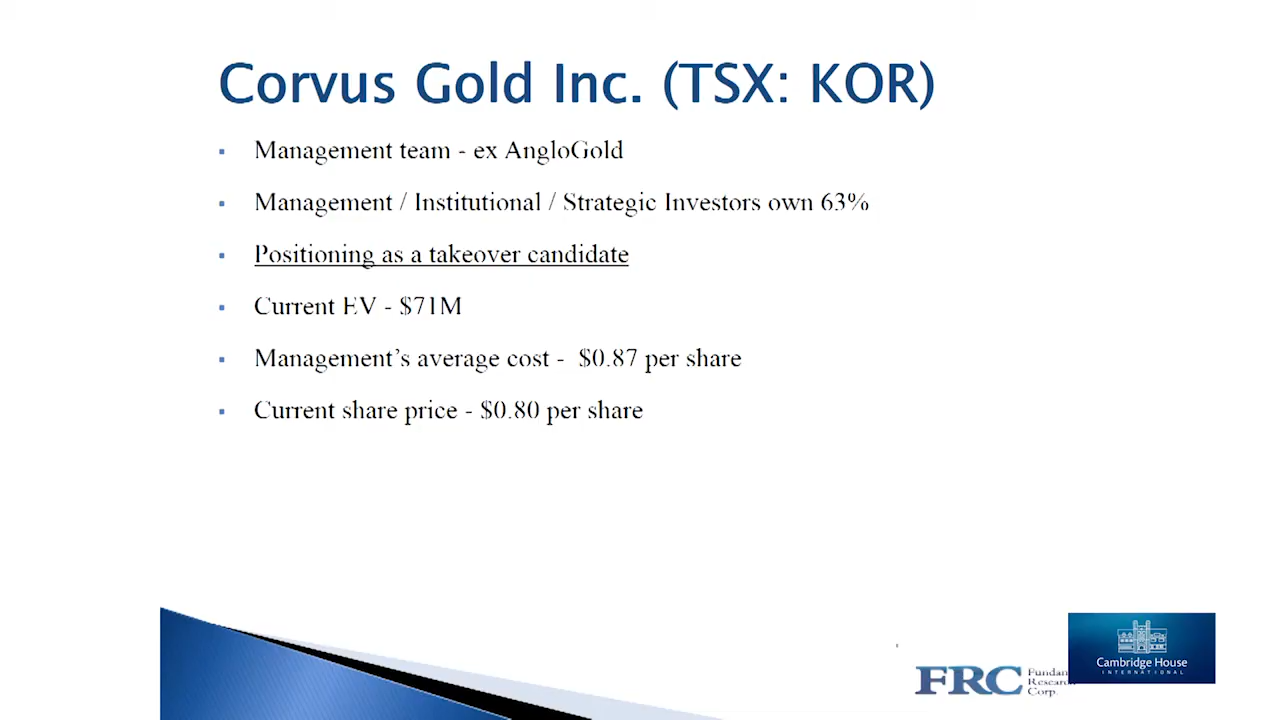 Corvus Gold Inc. (TSX: KOR)
▪ Management team - ex AngloGold
▪ Management / Institutional / Strategic Investors own 63%
▪ Positioning as a takeover candidate
▪ Current EV - $71M
▪ Management’s average cost - $0.87 per share
▪ Current share price - $0.80 per share
FRC
Research
Corp.
Cambridge House
INTERNATIONAL